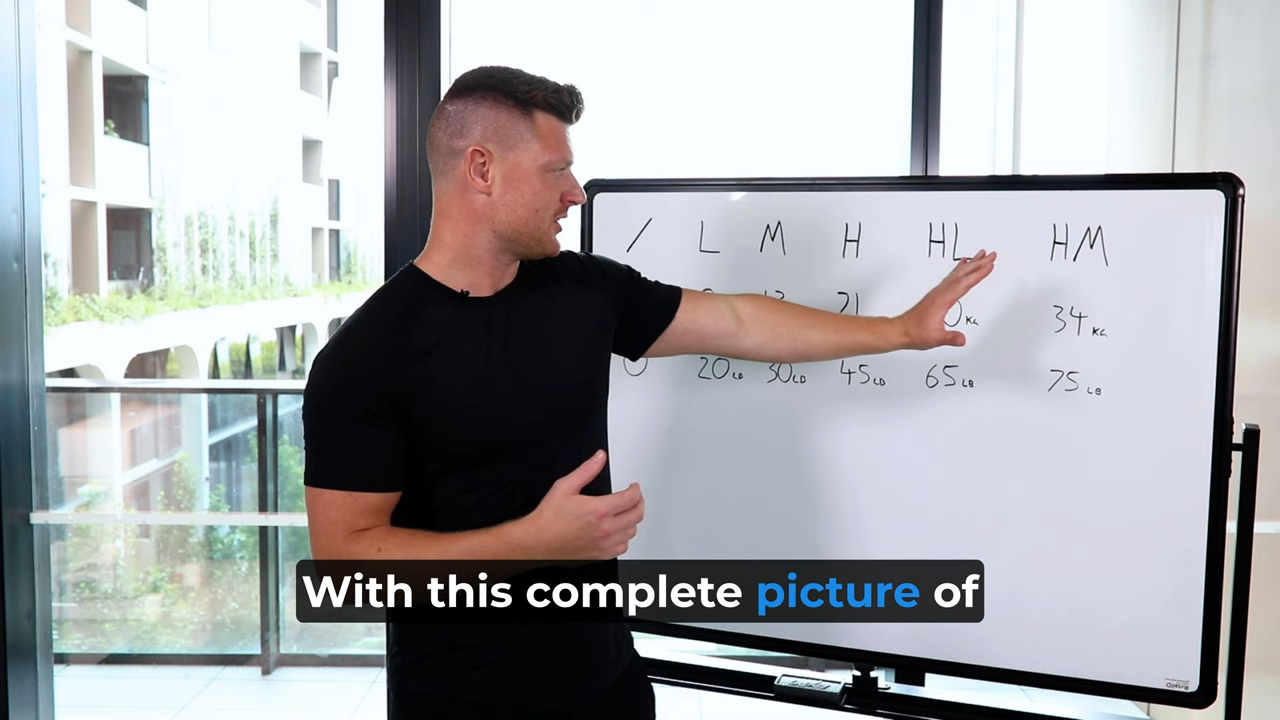 / L M H HL HM
34 KG
20 LB 30 LB 45 LB 65 LB 75 LB
With this complete picture of